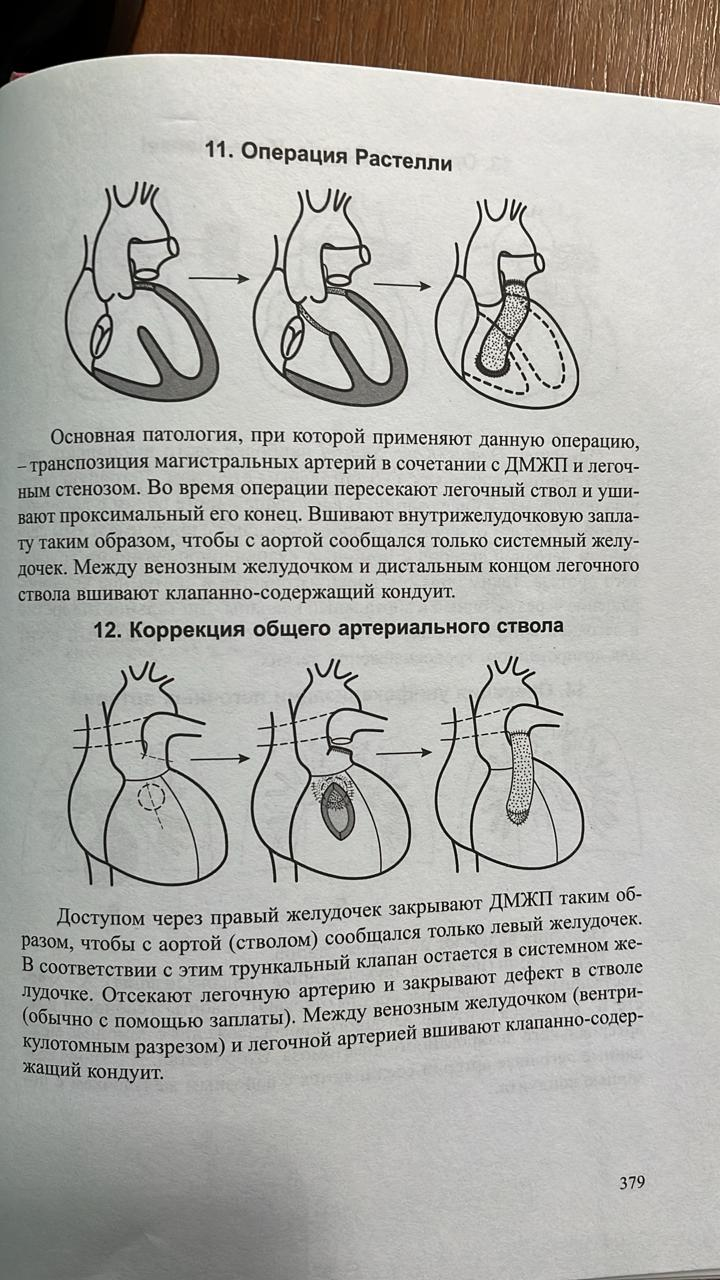 11. Операция Растелли
Основная патология, при которой применяют данную операцию,
– транспозиция магистральных артерий в сочетании с ДМЖП и легоч-
ным стенозом. Во время операции пересекают легочный ствол и уши-
вают проксимальный его конец. Вшивают внутрижелудочковую запла-
ту таким образом, чтобы с аортой сообщался только системный желу-
дочек. Между венозным желудочком и дистальным концом легочного
ствола вшивают клапанно-содержащий кондуит.
12. Коррекция общего артериального ствола
Доступом через правый желудочек закрывают ДМЖП таким об-
разом, чтобы с аортой (стволом) сообщался только левый желудочек.
В соответствии с этим трункальный клапан остается в системном же-
лудочке. Отсекают легочную артерию и закрывают дефект в стволе
(обычно с помощью заплаты). Между венозным желудочком (вентри-
кулотомным разрезом) и легочной артерией вшивают клапанно-содер-
жащий кондуит.
379